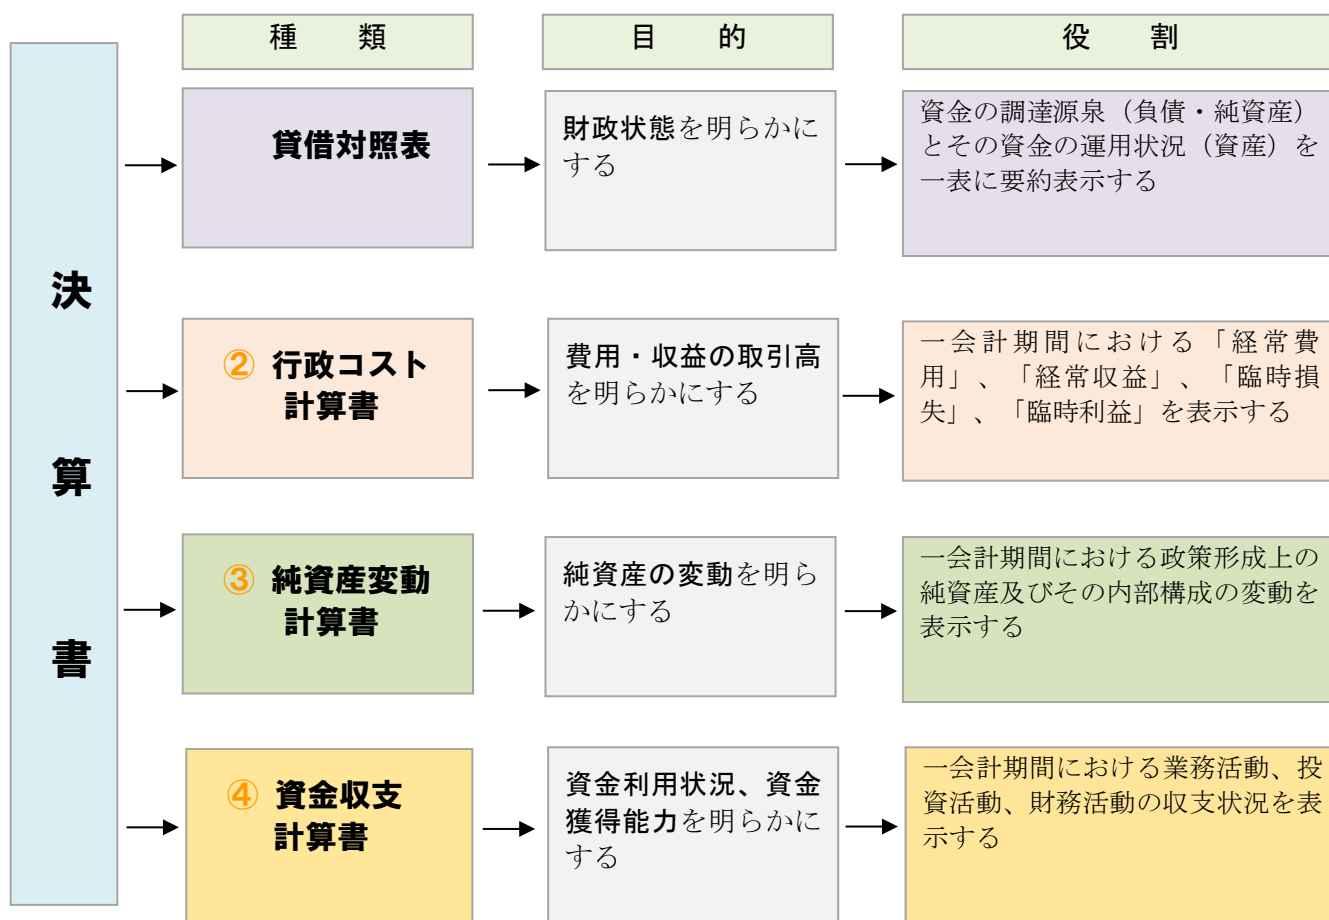 種　類
目　的
役　割
決算書
貸借対照表
財政状態を明らかに
する
資金の調達源泉（負債・純資産）
とその資金の運用状況（資産）を
一表に要約表示する
② 行政コスト
計算書
費用・収益の取引高
を明らかにする
一会計期間における「経常費
用」、「経常収益」、「臨時損
失」、「臨時利益」を表示する
③ 純資産変動
計算書
純資産の変動を明ら
かにする
一会計期間における政策形成上の
純資産及びその内部構成の変動を
表示する
④ 資金収支
計算書
資金利用状況、資金
獲得能力を明らかに
する
一会計期間における業務活動、投
資活動、財務活動の収支状況を表
示する